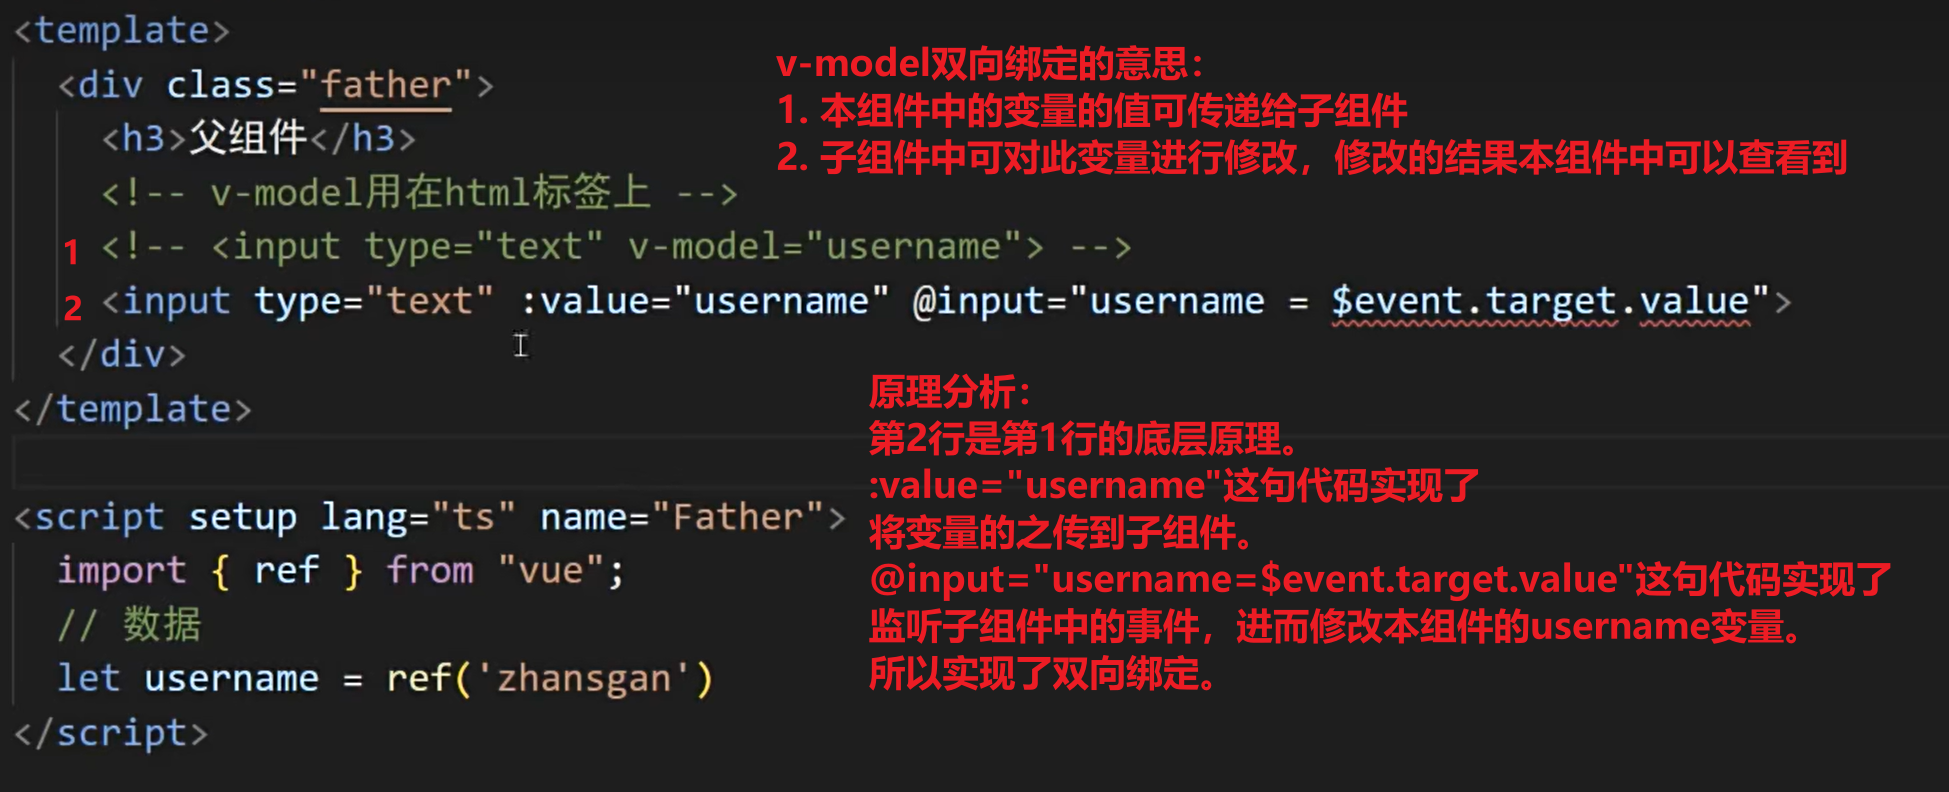 <template>
<div class="father">
v-model双向绑定的意思：
<h3>父组件</h3>
1. 本组件中的变量的值可传递给子组件
2. 子组件中可对此变量进行修改，修改的结果本组件中可以查看到
<!-- v-model用在html标签上 -->
1 <!-- <input type="text" v-model="username"> -->
2 <input type="text" :value="username" @input="username = $event.target.value">
</div>
</template>
原理分析：
第2行是第1行的底层原理。
:value="username"这句代码实现了
将变量的之传到子组件。
@input="username=$event.target.value"这句代码实现了
监听子组件中的事件，进而修改本组件的username变量。
所以实现了双向绑定。
<script setup lang="ts" name="Father">
import { ref } from "vue";
// 数据
let username = ref('zhansgan')
</script>